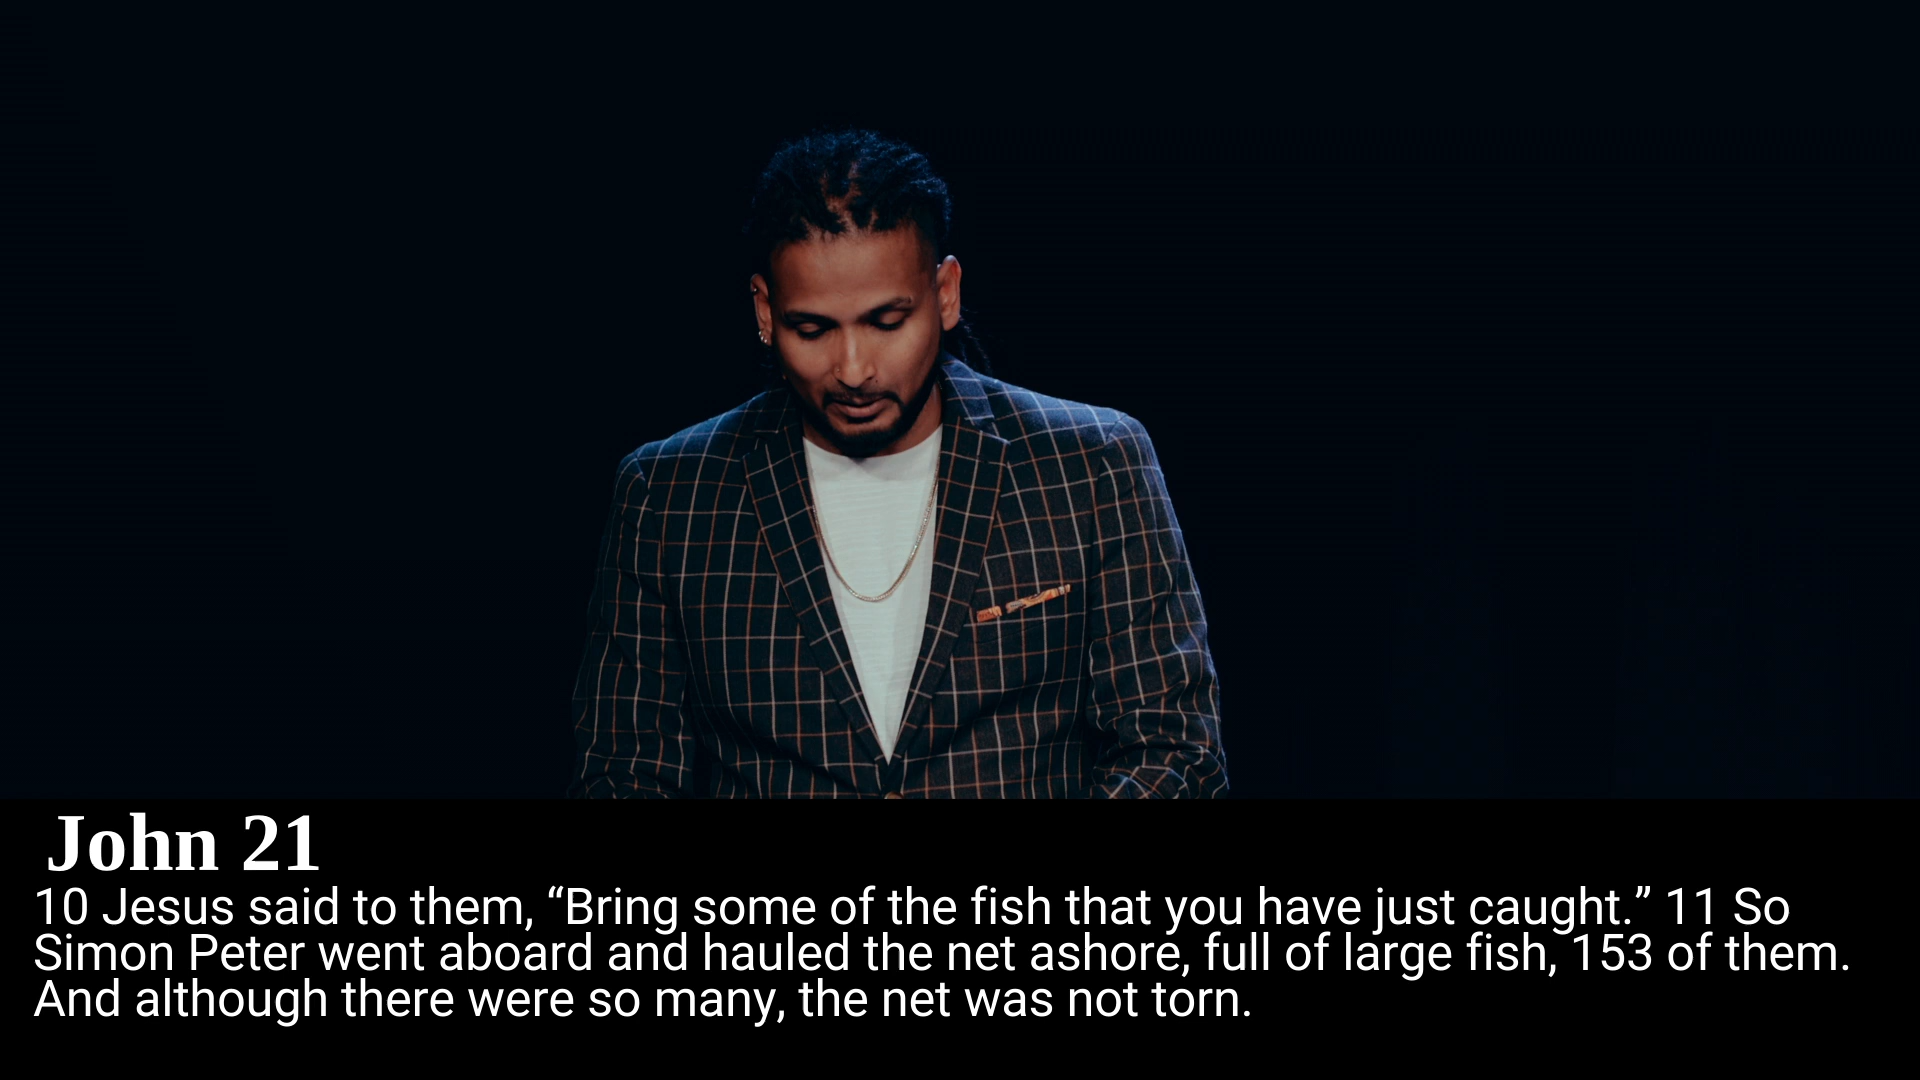 John 21
10 Jesus said to them, “Bring some of the fish that you have just caught.” 11 So
Simon Peter went aboard and hauled the net ashore, full of large fish, 153 of them.
And although there were so many, the net was not torn.